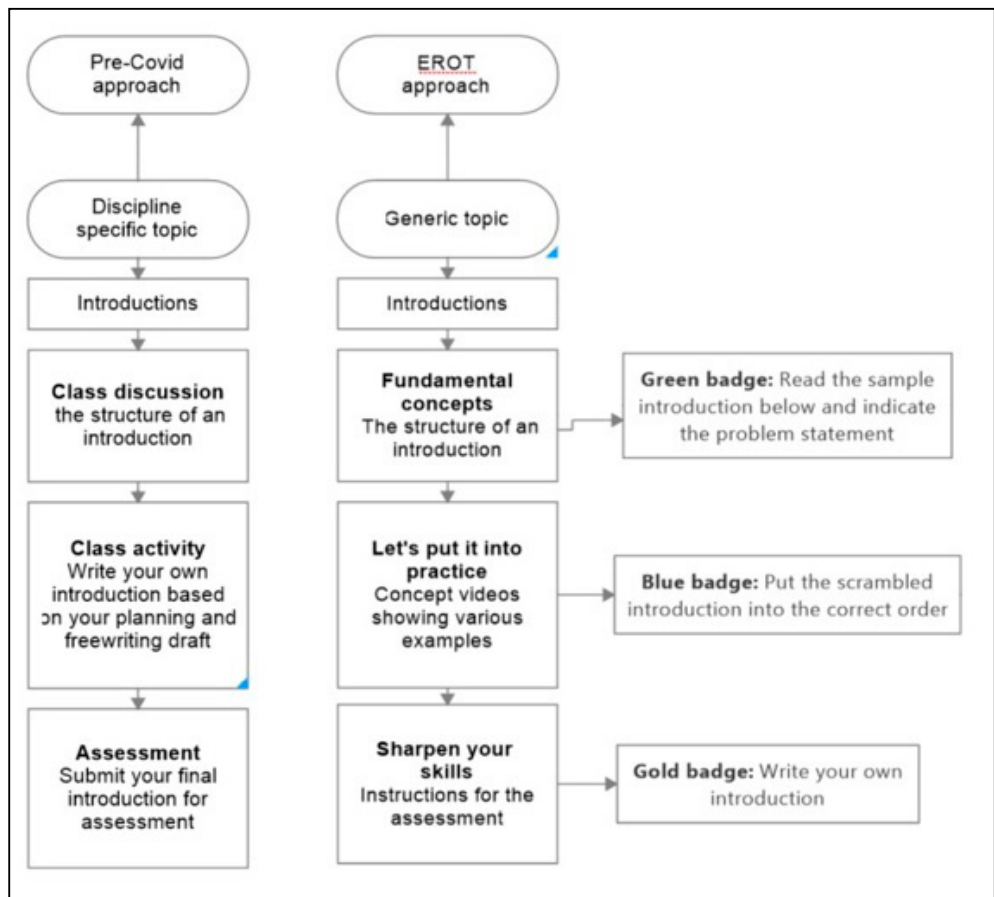 Pre-Covid
approach
EROT
approach
Discipline
specific topic
Generic topic
Introductions
Introductions
Class discussion
the structure of an
introduction
Fundamental
concepts
The structure of an
introduction
Green badge: Read the sample
introduction below and indicate
the problem statement
Class activity
Write your own
introduction based
on your planning and
freewriting draft
Let's put it into
practice
Concept videos
showing various
examples
Blue badge: Put the scrambled
introduction into the correct order
Assessment
Submit your final
introduction for
assessment
Sharpen your
skills
Instructions for the
assessment
Gold badge: Write your own
introduction